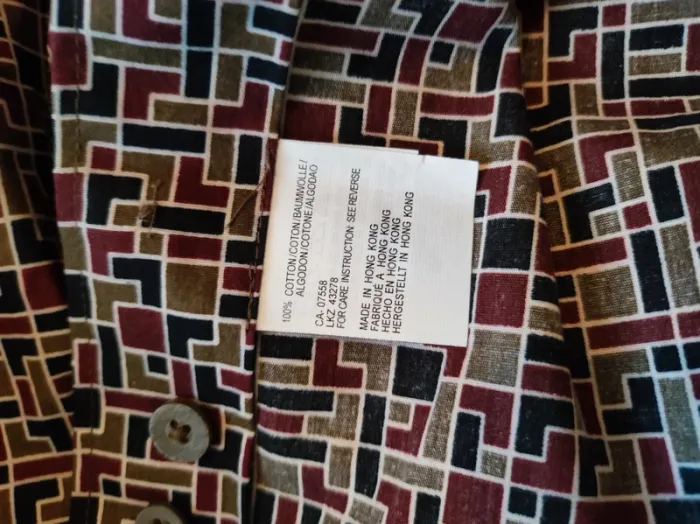 100% COTTON/COTON/BAUMWOLLE/
ALGODON/COTONE/ALGODAO
CA- 07558
LKZ 43278
FOR CARE INSTRUCTION: SEE REVERSE
MADE IN HONG KONG
FABRIQUÉ A HONG KONG
HECHO EN HONG KONG
HERGESTELLT IN HONG KONG